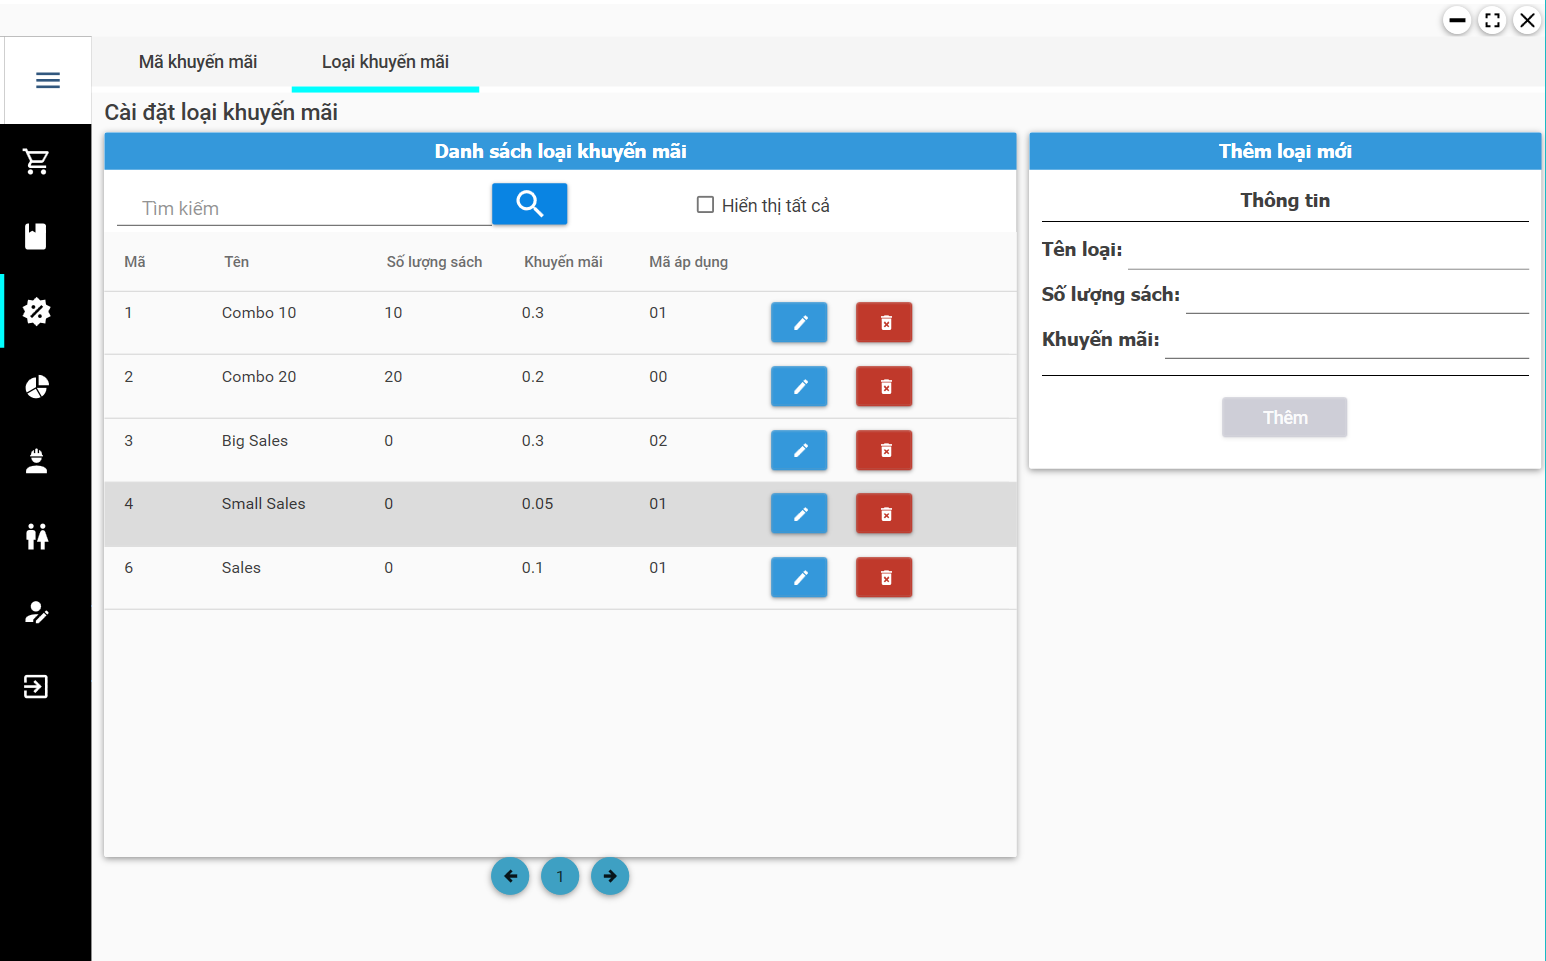 Mã khuyến mãi Loại khuyến mãi
Cài đặt loại khuyến mãi
Danh sách loại khuyến mãi
Tìm kiếm
Hiển thị tất cả
Mã Tên Số lượng sách Khuyến mãi Mã áp dụng
1 Combo 10 10 0.3 01
2 Combo 20 20 0.2 00
3 Big Sales 0 0.3 02
4 Small Sales 0 0.05 01
6 Sales 0 0.1 01
1
Thêm loại mới
Thông tin
Tên loại:
Số lượng sách:
Khuyến mãi:
Thêm